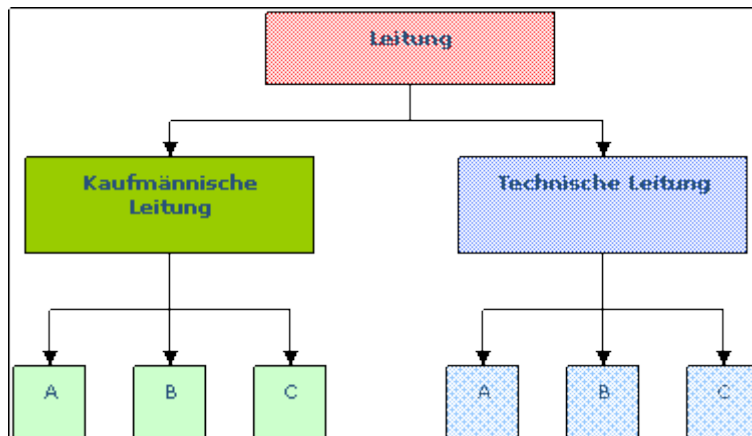 Leitung
Kaufmännische
Leitung
Technische Leitung
A
B
C
A
B
C